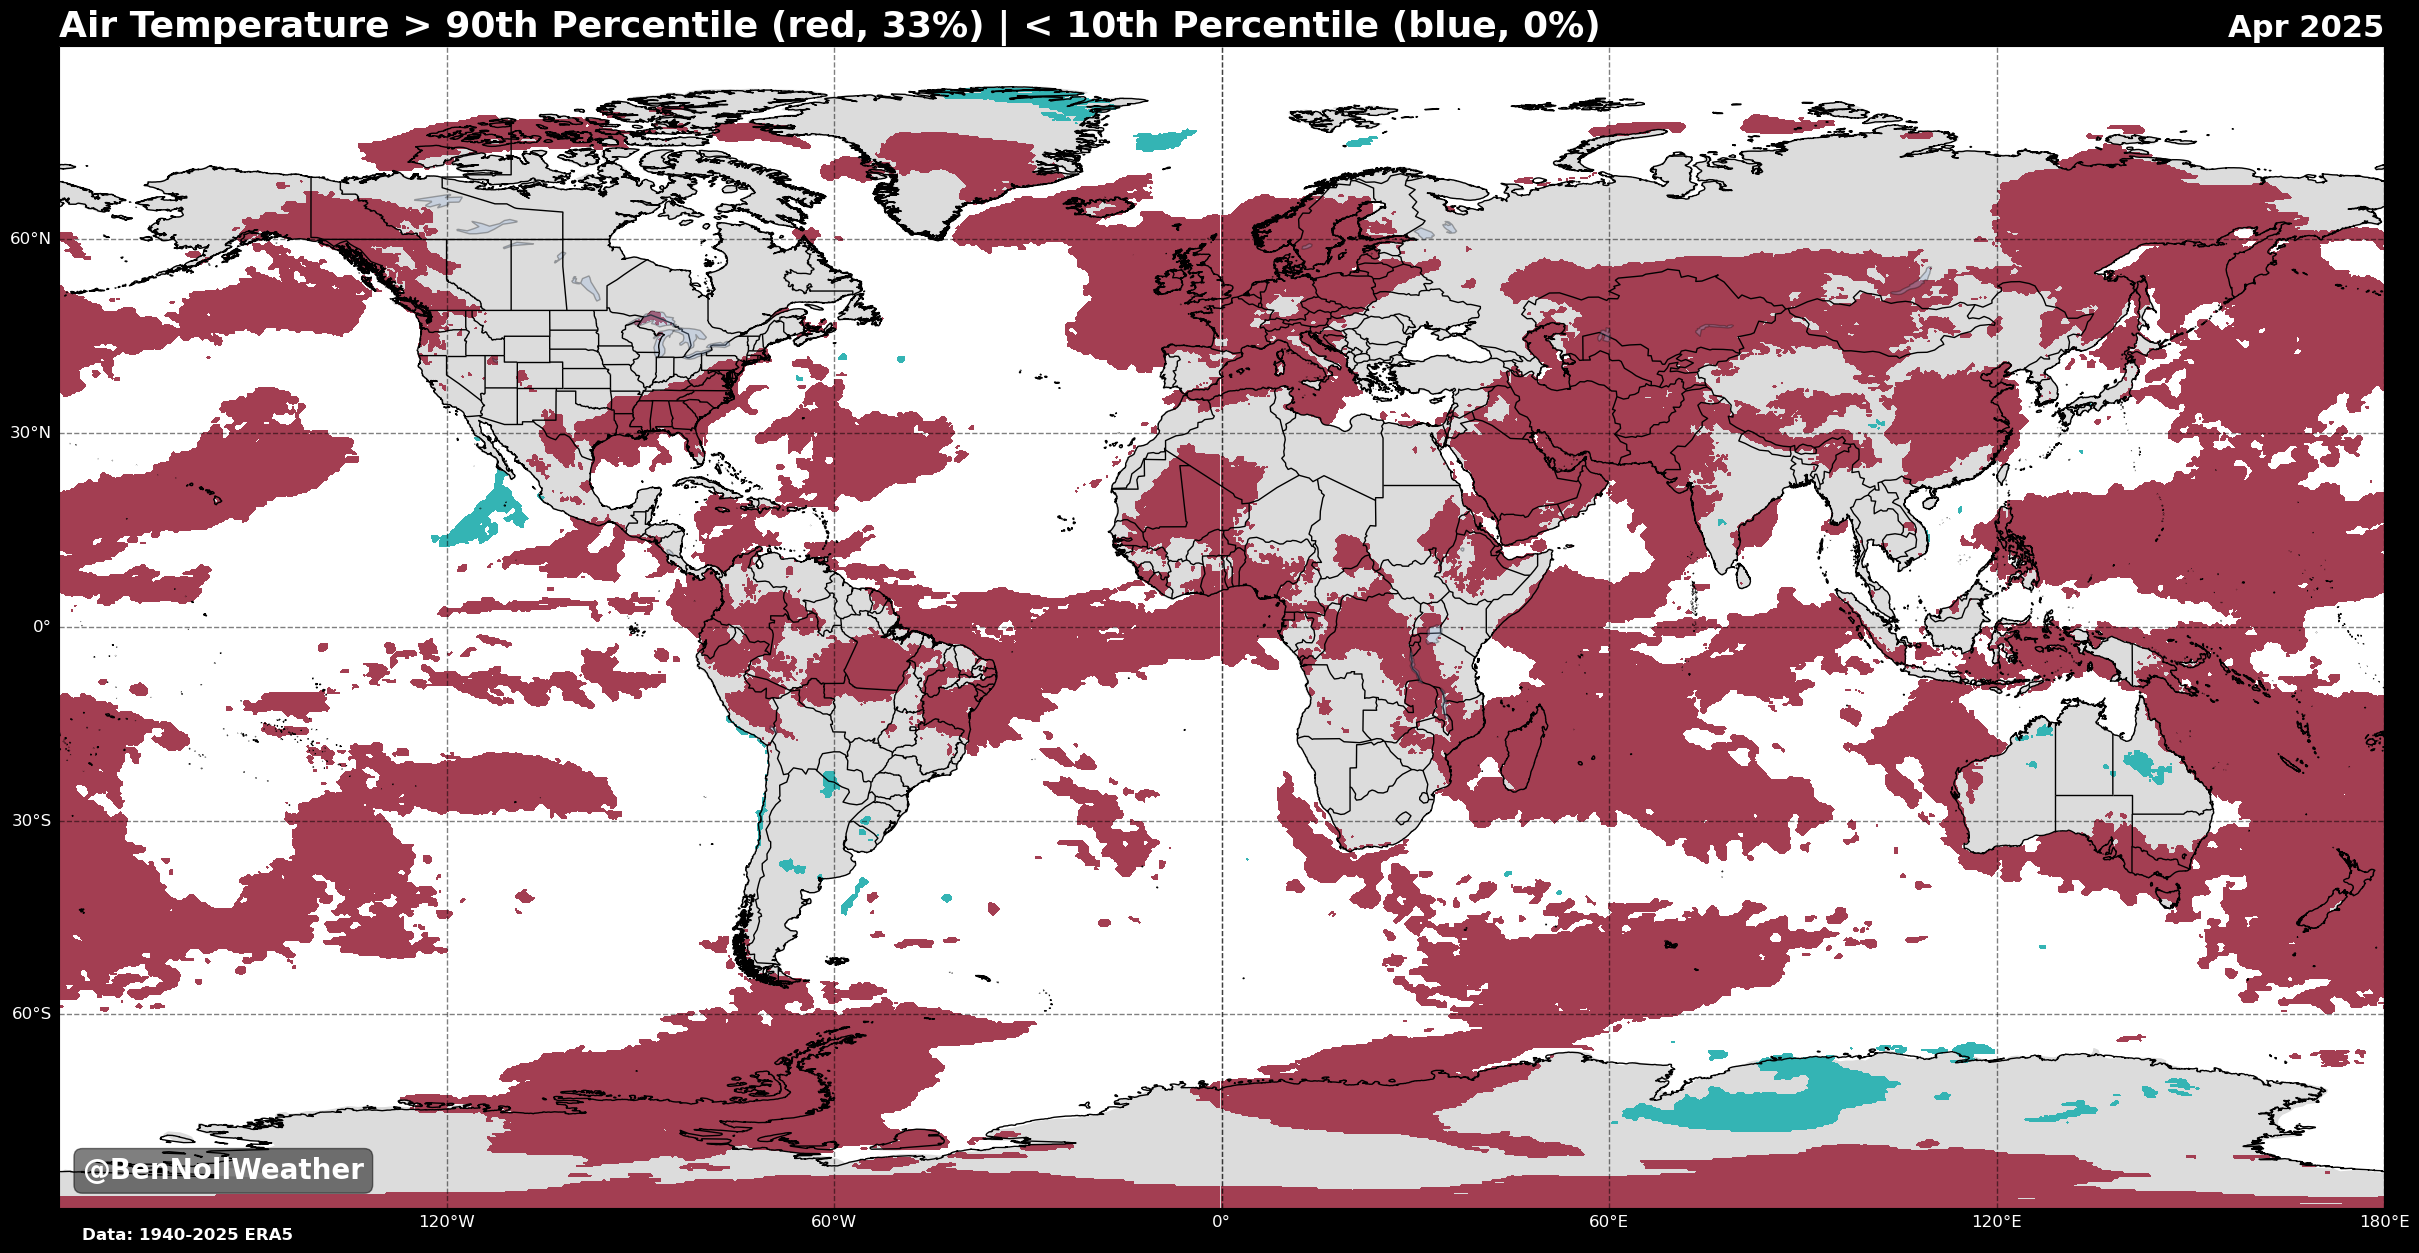 Air Temperature > 90th Percentile (red, 33%) | < 10th Percentile (blue, 0%)
Apr 2025
60°N
30°N
0°
30°S
60°S
@BenNollWeather
120°W
60°W
0°
60°E
120°E
180°E
Data: 1940-2025 ERA5